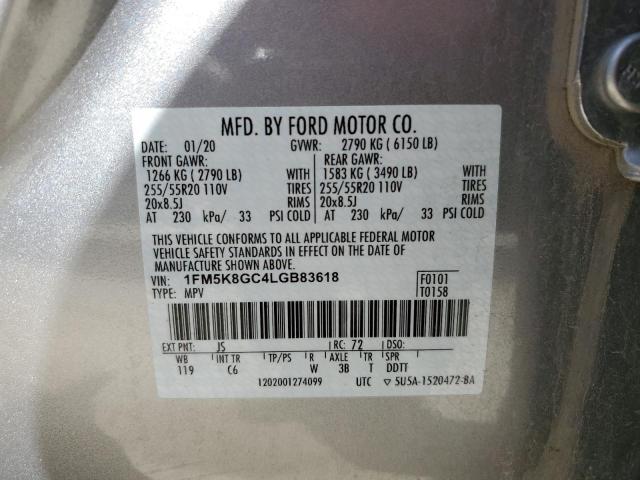 MFD. BY FORD MOTOR CO.
DATE: 01/20 GVWR: 2790 KG ( 6150 LB)
FRONT GAWR: REAR GAWR:
1266 KG ( 2790 LB) WITH 1583 KG ( 3490 LB) WITH
255/55R20 110V TIRES 255/55R20 110V TIRES
20x8.5J RIMS 20x8.5J RIMS
AT 230 kPa/ 33 PSI COLD AT 230 kPa/ 33 PSI COLD
THIS VEHICLE CONFORMS TO ALL APPLICABLE FEDERAL MOTOR
VEHICLE SAFETY STANDARDS IN EFFECT ON THE DATE OF
MANUFACTURE SHOWN ABOVE.
VIN: 1FM5K8GC4LGB83618 F0101
TYPE: MPV T0158
EXT PNT: JS RC: 72 DSO:
WB INT TR TP/PS R AXLE TR SPR
119 C6 W 3B T DDTT
1202001274099 UTC ▽ 5U5A-1520472-BA